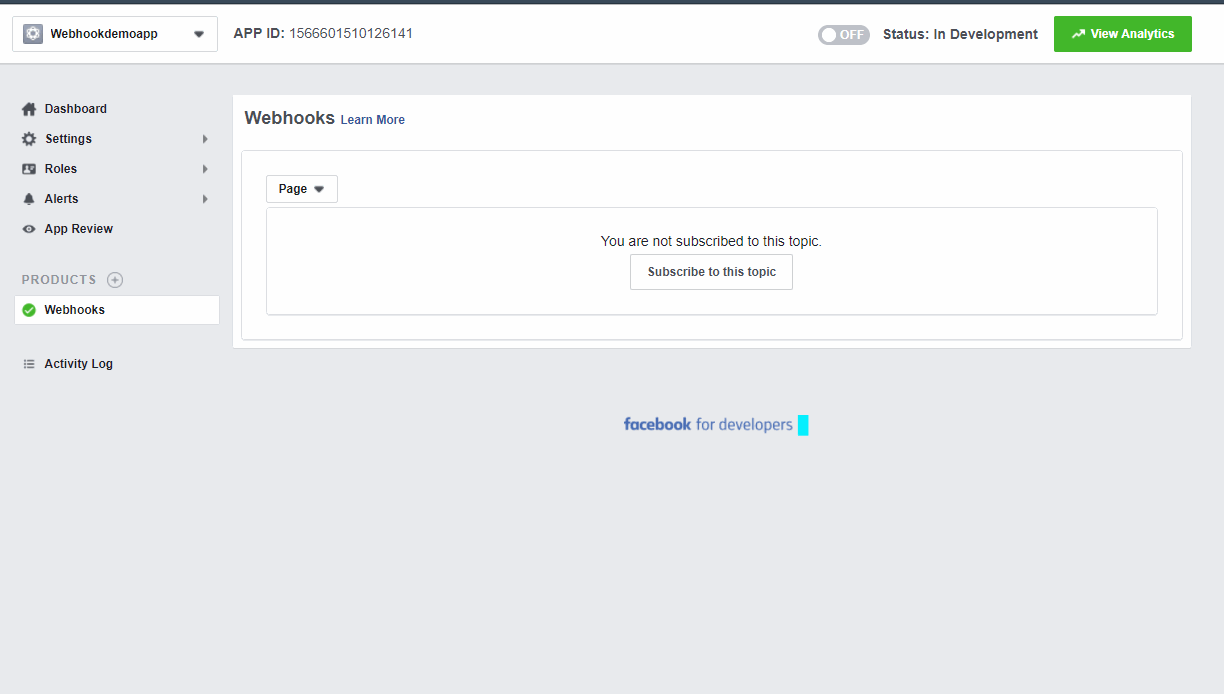 Webhookdemoapp
APP ID: 1566601510126141
OFF
Status: In Development
View Analytics
Dashboard
Settings
Roles
Alerts
App Review
PRODUCTS
Webhooks
Activity Log
Webhooks Learn More
Page
You are not subscribed to this topic.
Subscribe to this topic
facebook for developers